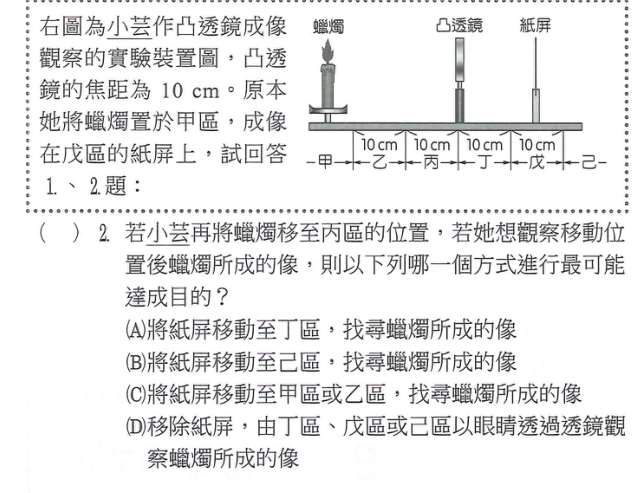 右圖為小芸作凸透鏡成像
觀察的實驗裝置圖，凸透
鏡的焦距為 10 cm。原本
她將蠟燭置於甲區，成像
在戊區的紙屏上，試回答
1.、2.題：
蠟燭 凸透鏡 紙屏
10 cm 10 cm 10 cm 10 cm
甲 乙 丙 丁 戊 己
( ) 2. 若小芸再將蠟燭移至丙區的位置，若她想觀察移動位
置後蠟燭所成的像，則以下列哪一個方式進行最可能
達成目的？
(A)將紙屏移動至丁區，找尋蠟燭所成的像
(B)將紙屏移動至己區，找尋蠟燭所成的像
(C)將紙屏移動至甲區或乙區，找尋蠟燭所成的像
(D)移除紙屏，由丁區、戊區或己區以眼睛透過透鏡觀
察蠟燭所成的像